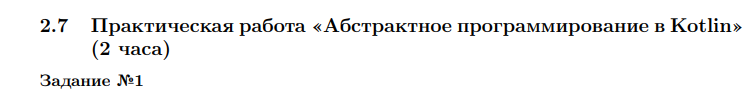 2.7 Практическая работа «Абстрактное программирование в Kotlin»
(2 часа)
Задание №1